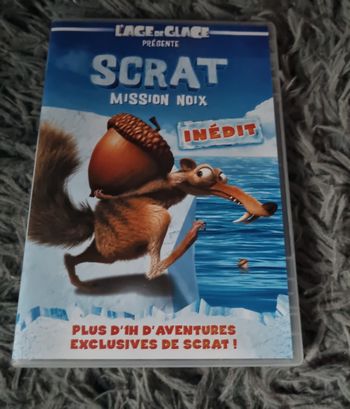 L'AGE DE GLACE
PRÉSENTE
SCRAT
MISSION NOIX
INÉDIT
PLUS D'1H D'AVENTURES
EXCLUSIVES DE SCRAT !